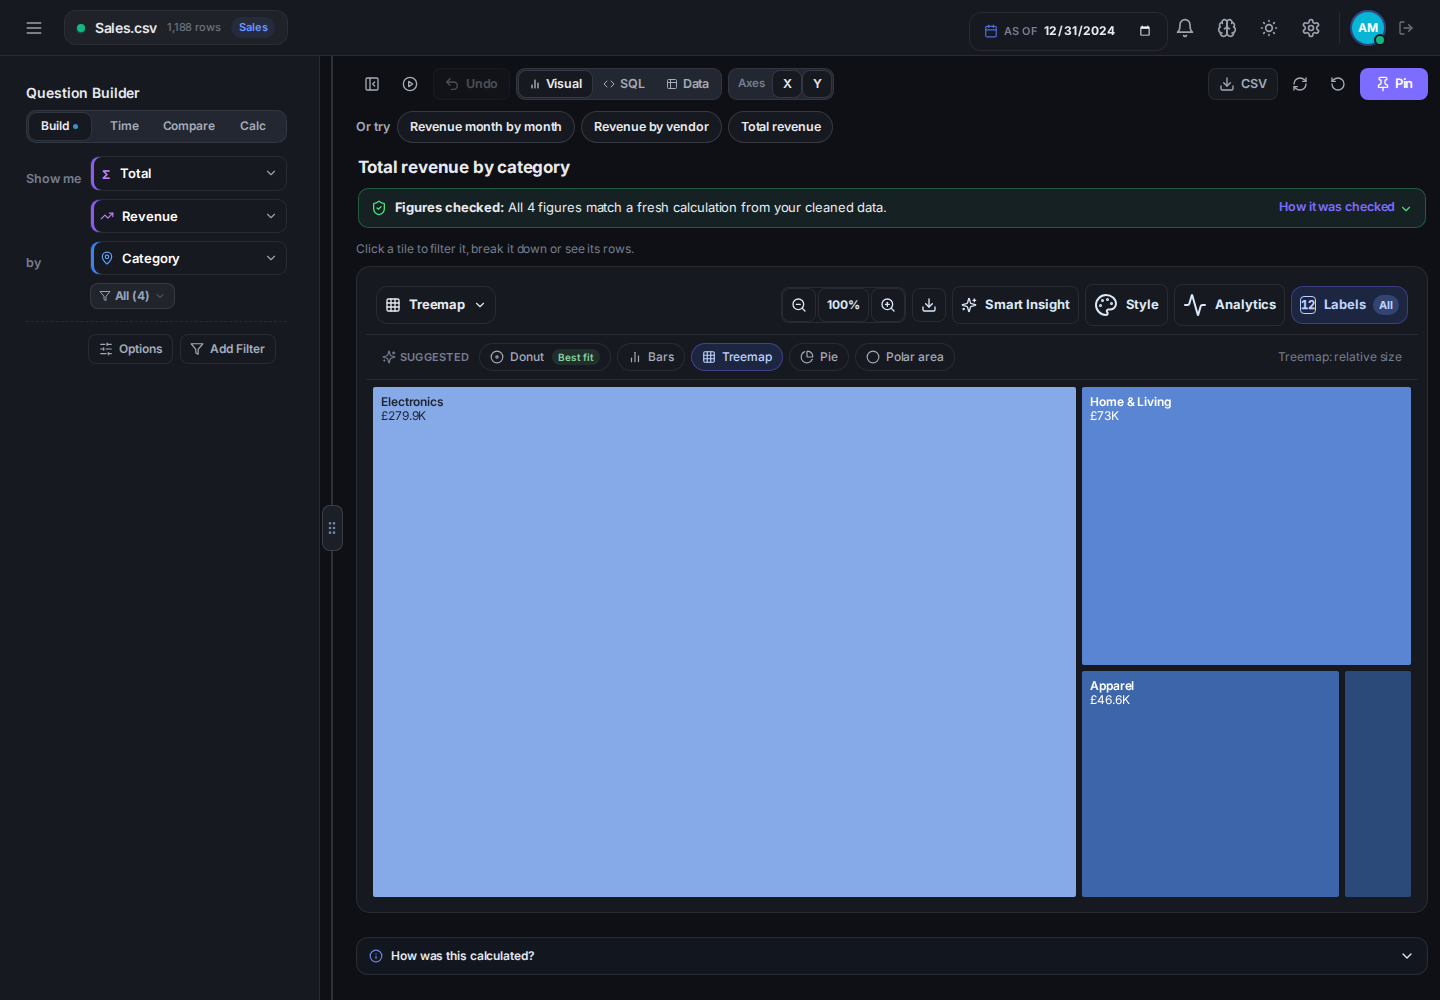 Sales.csv 1,188 rows Sales
AS OF 12/31/2024
AM
Question Builder
Build Time Compare Calc
Show me Σ Total
Revenue
by Category
All (4)
Options Add Filter
Undo Visual SQL Data Axes X Y CSV Pin
Or try Revenue month by month Revenue by vendor Total revenue
Total revenue by category
Figures checked: All 4 figures match a fresh calculation from your cleaned data. How it was checked
Click a tile to filter it, break it down or see its rows.
Treemap 100% Smart Insight Style Analytics 12 Labels All
SUGGESTED Donut Best fit Bars Treemap Pie Polar area Treemap: relative size
Electronics
£279.9K
Home & Living
£73K
Apparel
£46.6K
How was this calculated?